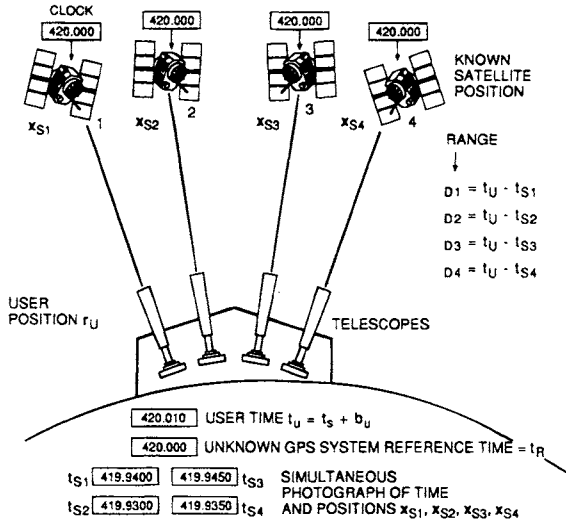 CLOCK
420.000
420.000
420.000
420.000
KNOWN
SATELLITE
POSITION
xS1
1
xS2
2
xS3
3
xS4
4
RANGE
D1 = tU - tS1
D2 = tU - tS2
D3 = tU - tS3
D4 = tU - tS4
USER
POSITION rU
TELESCOPES
420.010 USER TIME tu = ts + bu
420.000 UNKNOWN GPS SYSTEM REFERENCE TIME = tR
tS1 419.9400 419.9450 tS3 SIMULTANEOUS
PHOTOGRAPH OF TIME
tS2 419.9300 419.9350 tS4 AND POSITIONS xS1, xS2, xS3, xS4